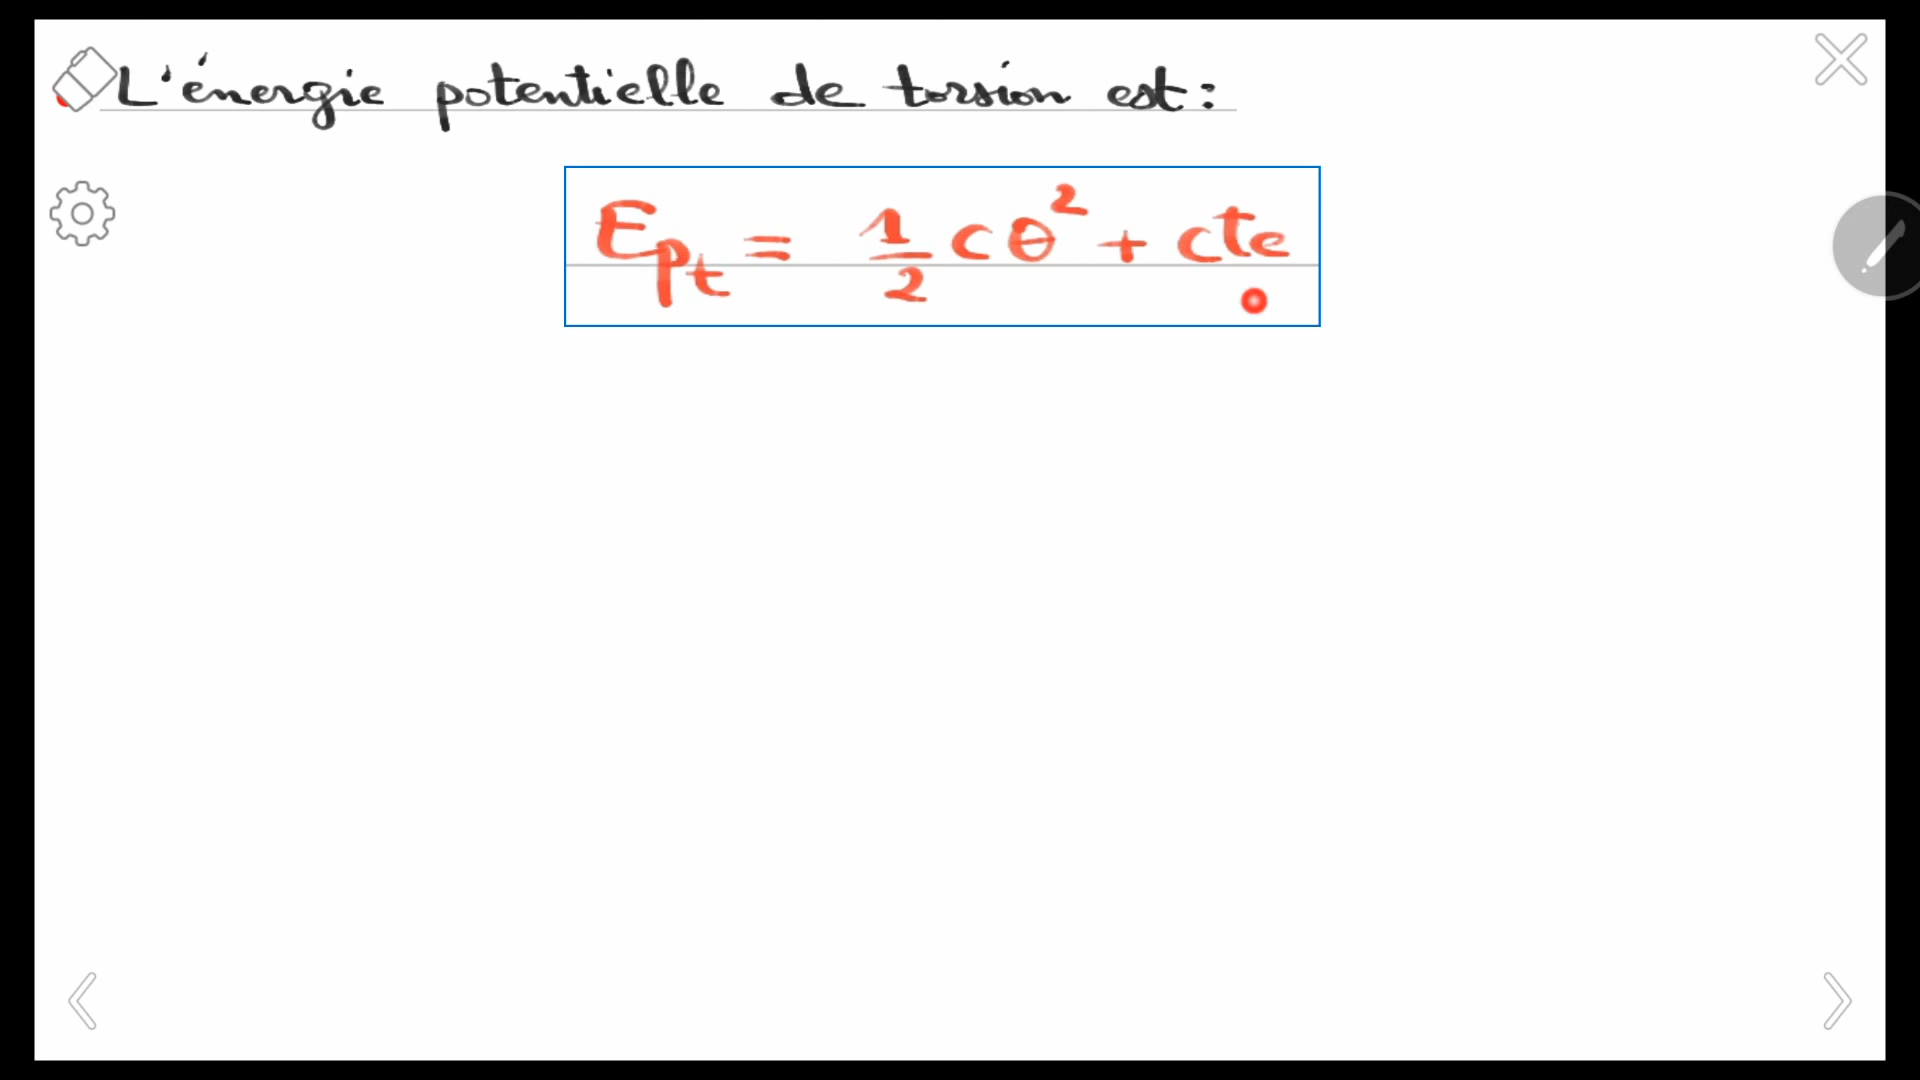 L'énergie potentielle de torsion est:
Ept = 1/2 Cθ² + cte